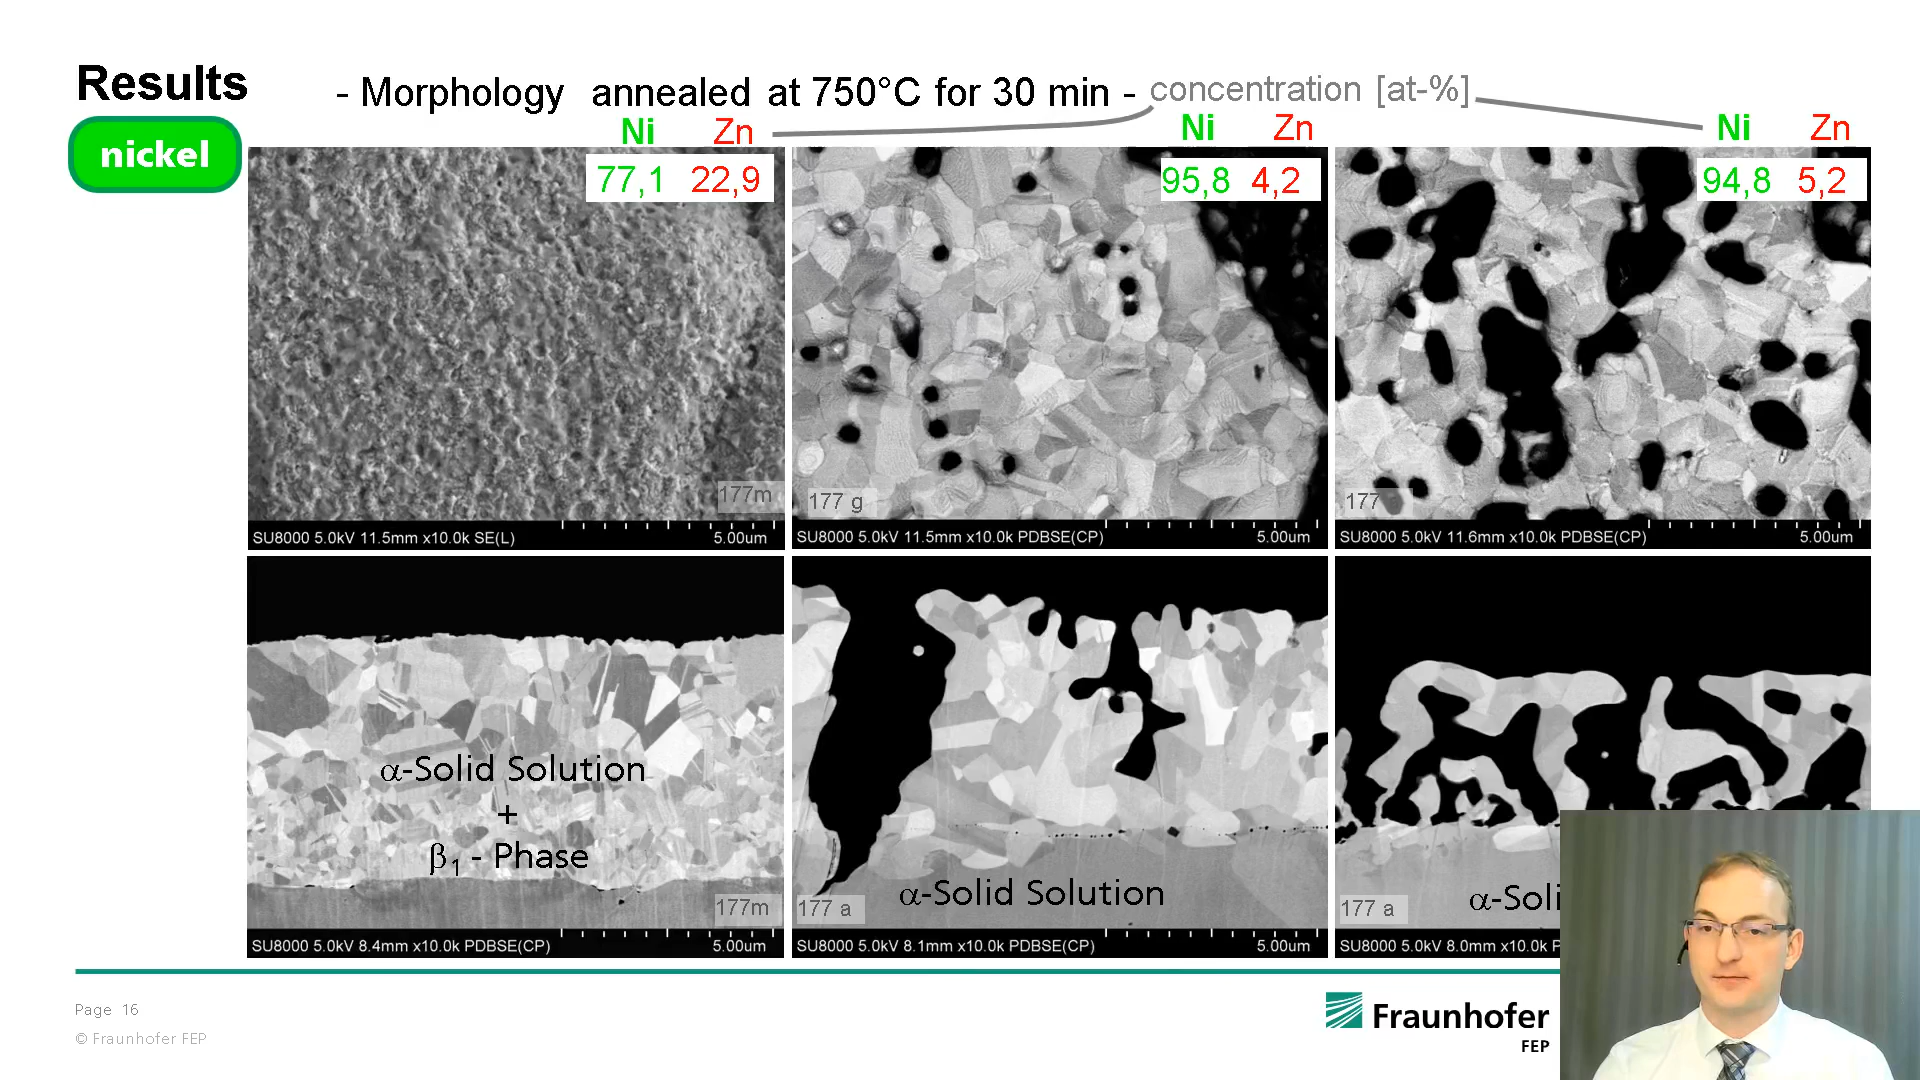 Results
- Morphology annealed at 750°C for 30 min - concentration [at-%]
nickel
Ni Zn
77,1 22,9
Ni Zn
95,8 4,2
Ni Zn
94,8 5,2
177m
SU8000 5.0kV 11.5mm x10.0k SE(L) 5.00um
177 g
SU8000 5.0kV 11.5mm x10.0k PDBSE(CP) 5.00um
177
SU8000 5.0kV 11.6mm x10.0k PDBSE(CP) 5.00um
α-Solid Solution
+
β1 - Phase
177m
SU8000 5.0kV 8.4mm x10.0k PDBSE(CP) 5.00um
α-Solid Solution
177 a
SU8000 5.0kV 8.1mm x10.0k PDBSE(CP) 5.00um
α-Soli
177 a
SU8000 5.0kV 8.0mm x10.0k P
Page 16
© Fraunhofer FEP
Fraunhofer
FEP